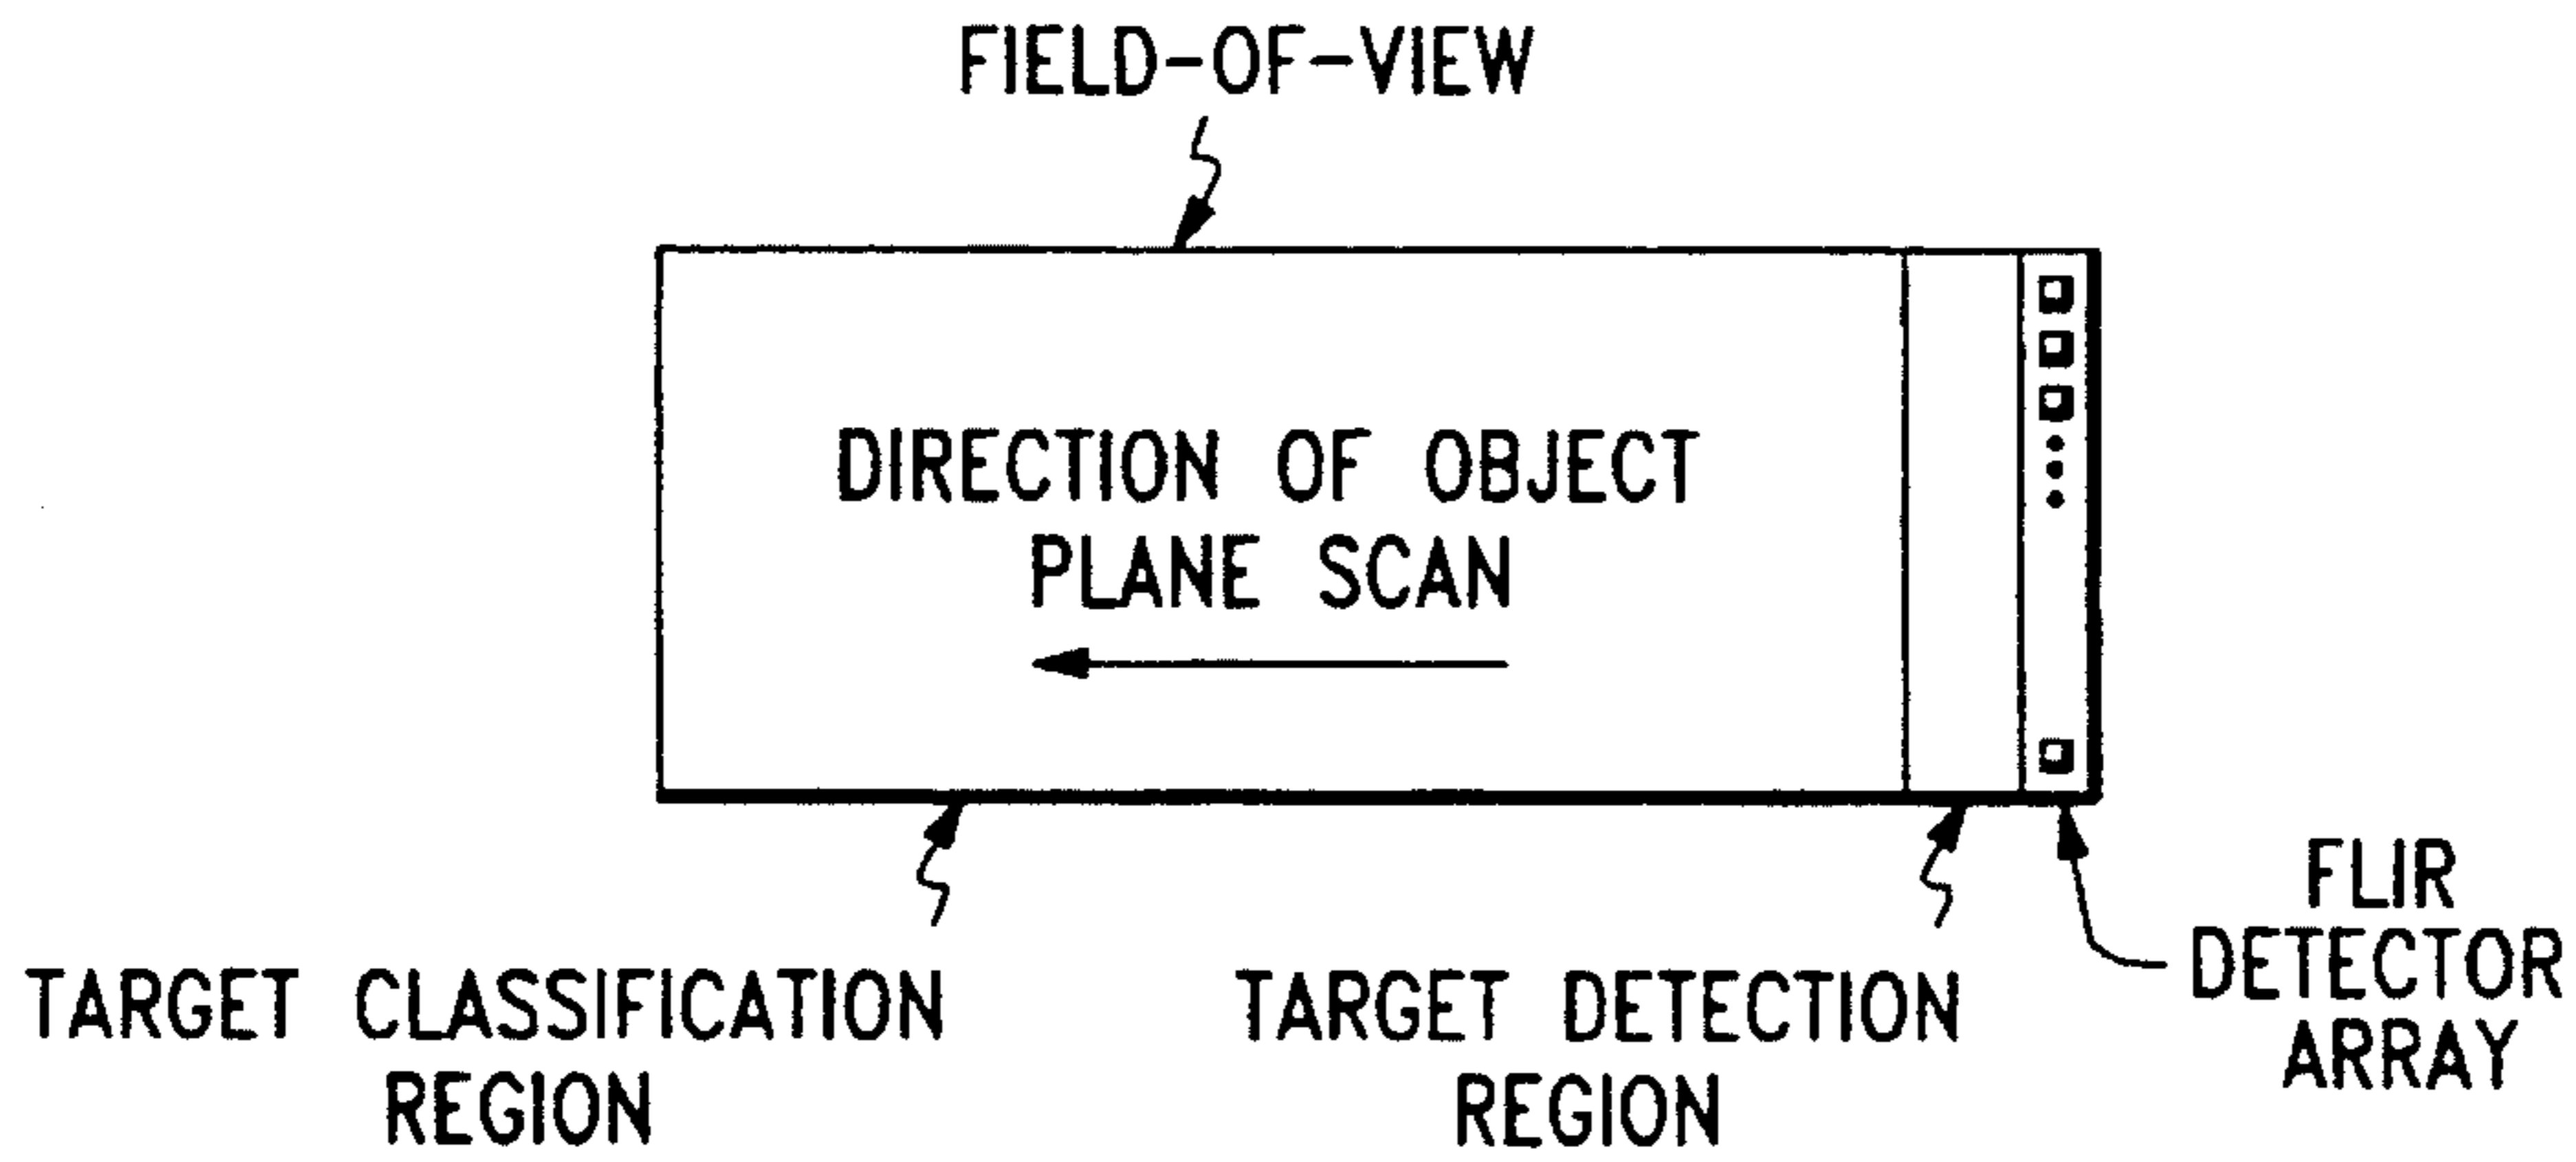 FIELD-OF-VIEW
DIRECTION OF OBJECT
PLANE SCAN
TARGET CLASSIFICATION
REGION
TARGET DETECTION
REGION
FLIR
DETECTOR
ARRAY